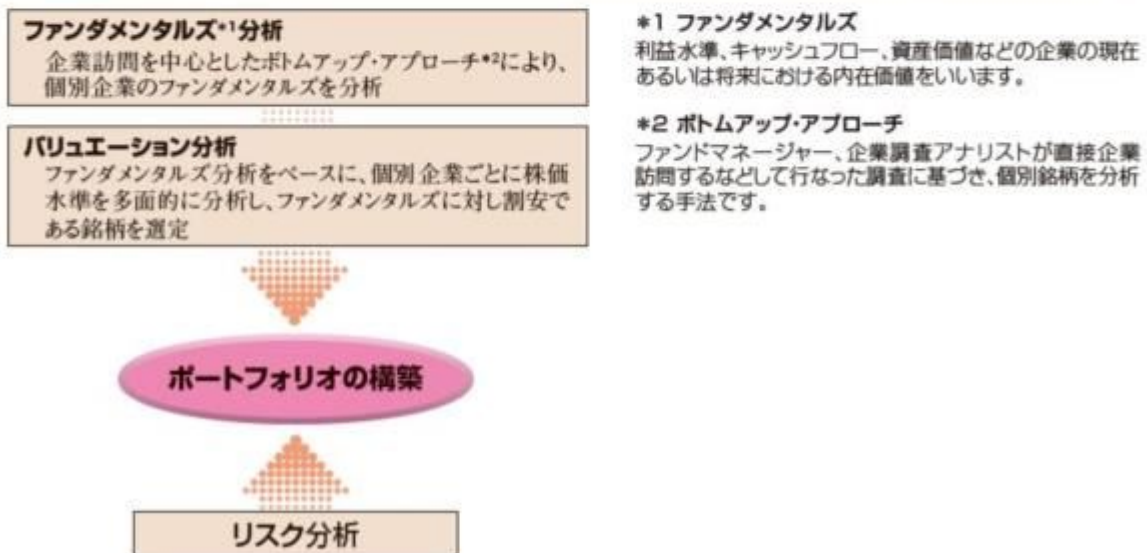 ファンダメンタルズ*1分析
企業訪問を中心としたボトムアップ・アプローチ*2により、
個別企業のファンダメンタルズを分析
バリュエーション分析
ファンダメンタルズ分析をベースに、個別企業ごとに株価
水準を多面的に分析し、ファンダメンタルズに対し割安で
ある銘柄を選定
ポートフォリオの構築
リスク分析
*1 ファンダメンタルズ
利益水準、キャッシュフロー、資産価値などの企業の現在
あるいは将来における内在価値をいいます。
*2 ボトムアップ・アプローチ
ファンドマネージャー、企業調査アナリストが直接企業
訪問するなどして行なった調査に基づき、個別銘柄を分析
する手法です。